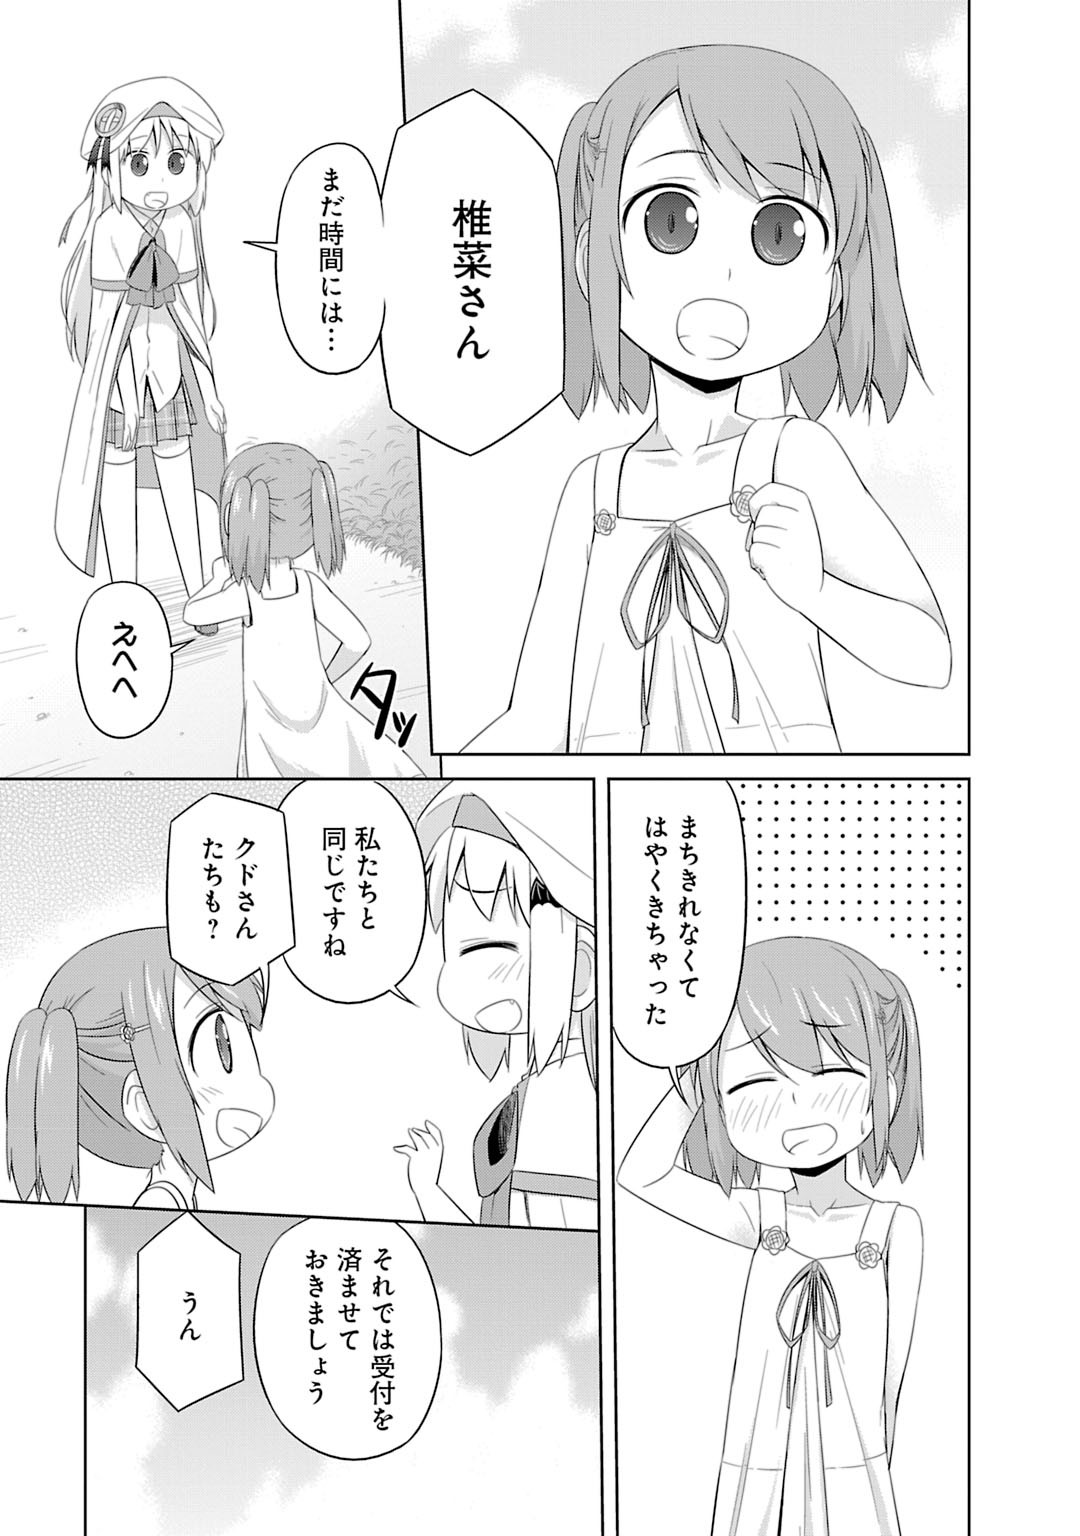 椎菜さん
まだ時間には…
えへへ
タッ
まちきれなくて
はやくきちゃった
私たちと
同じですね
クドさん
たちも?
それでは受付を
済ませて
おきましょう
うん